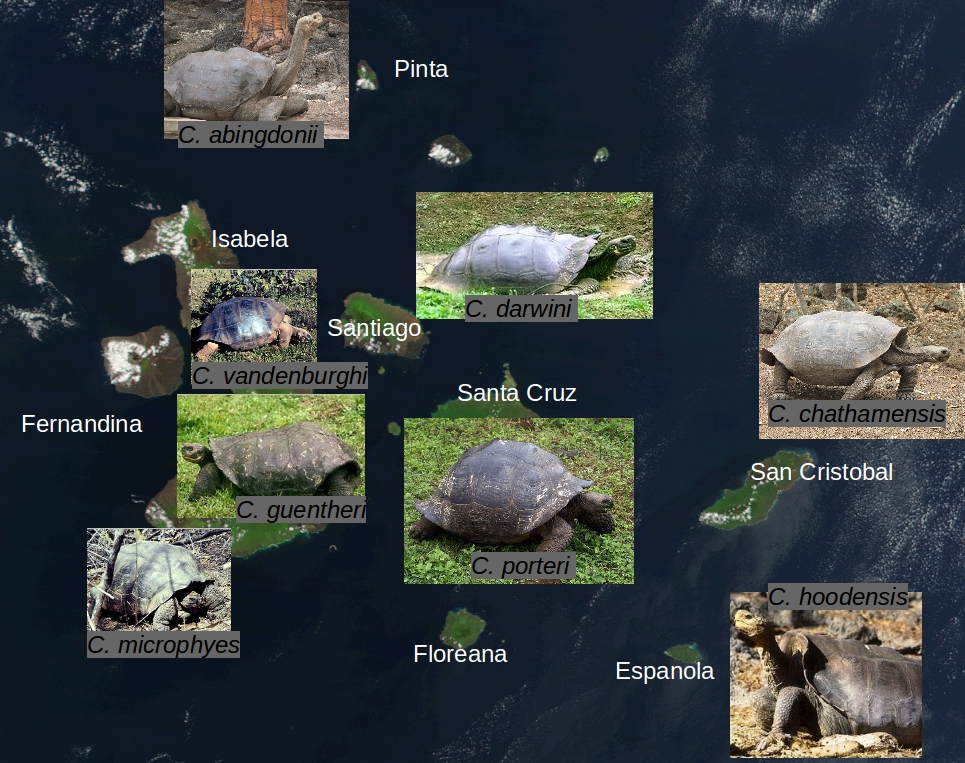 Pinta
C. abingdonii
Isabela
C. darwini
Santiago
C. vandenburghi
Santa Cruz
C. chathamensis
Fernandina
San Cristobal
C. guentheri
C. porteri
C. hoodensis
C. microphyes
Floreana
Espanola